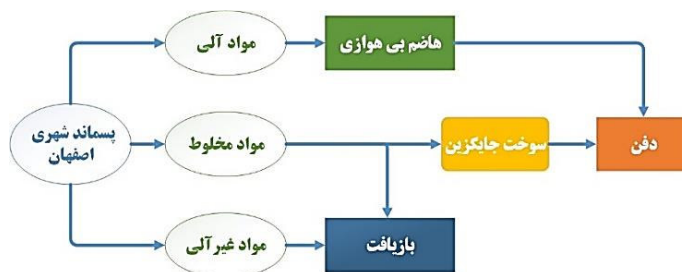 مواد آلی
هاضم بی هوازی
پسماند شهری
اصفهان
مواد مخلوط
سوخت جایگزین
دفن
مواد غیرآلی
بازیافت